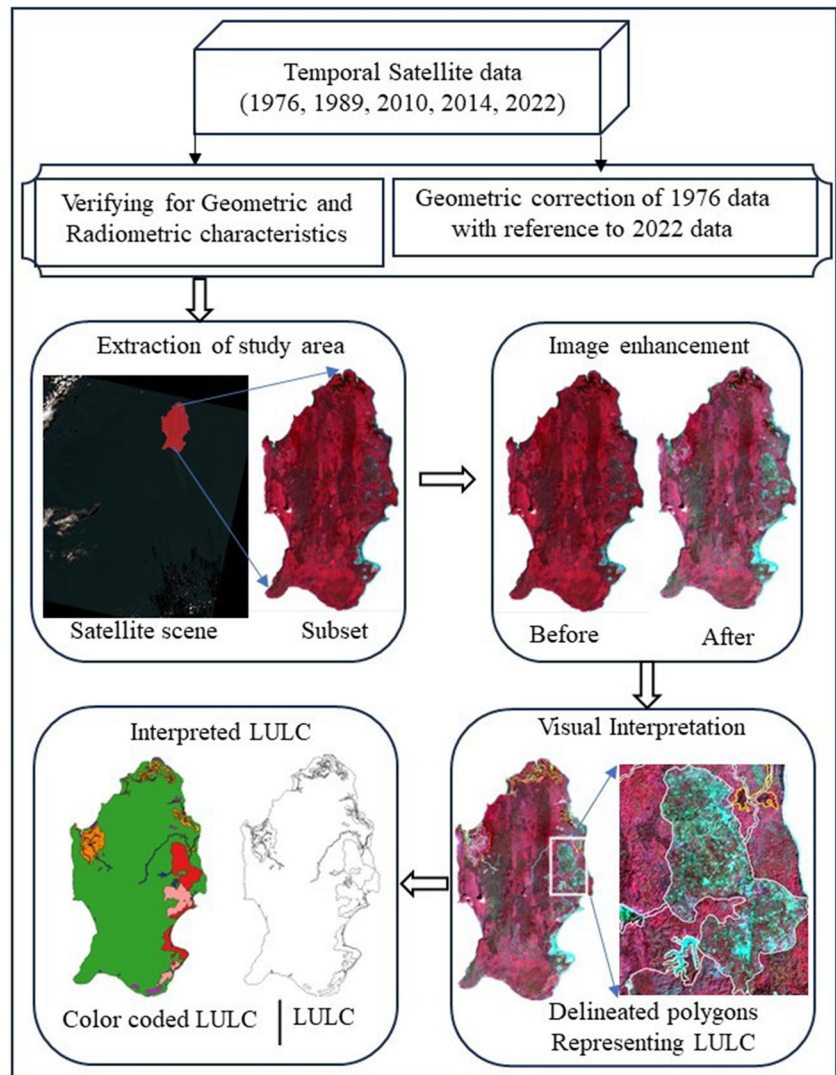 Temporal Satellite data
(1976, 1989, 2010, 2014, 2022)
Verifying for Geometric and
Radiometric characteristics
Geometric correction of 1976 data
with reference to 2022 data
Extraction of study area
Satellite scene
Subset
Image enhancement
Before
After
Visual Interpretation
Delineated polygons
Representing LULC
Interpreted LULC
Color coded LULC
LULC